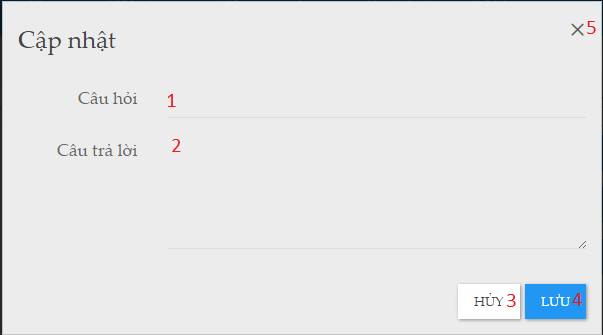 Cập nhật
× 5
Câu hỏi 1
Câu trả lời 2
HỦY 3 LƯU 4